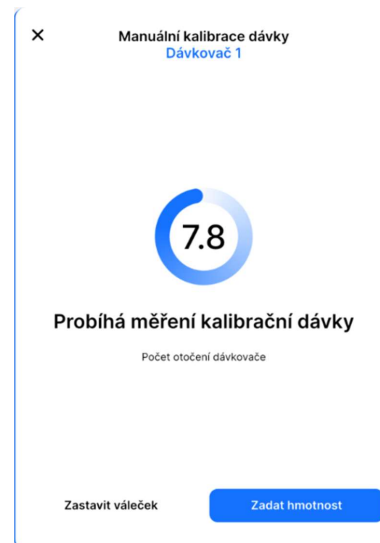 Manuální kalibrace dávky
Dávkovač 1
7.8
Probíhá měření kalibrační dávky
Počet otočení dávkovače
Zastavit váleček
Zadat hmotnost